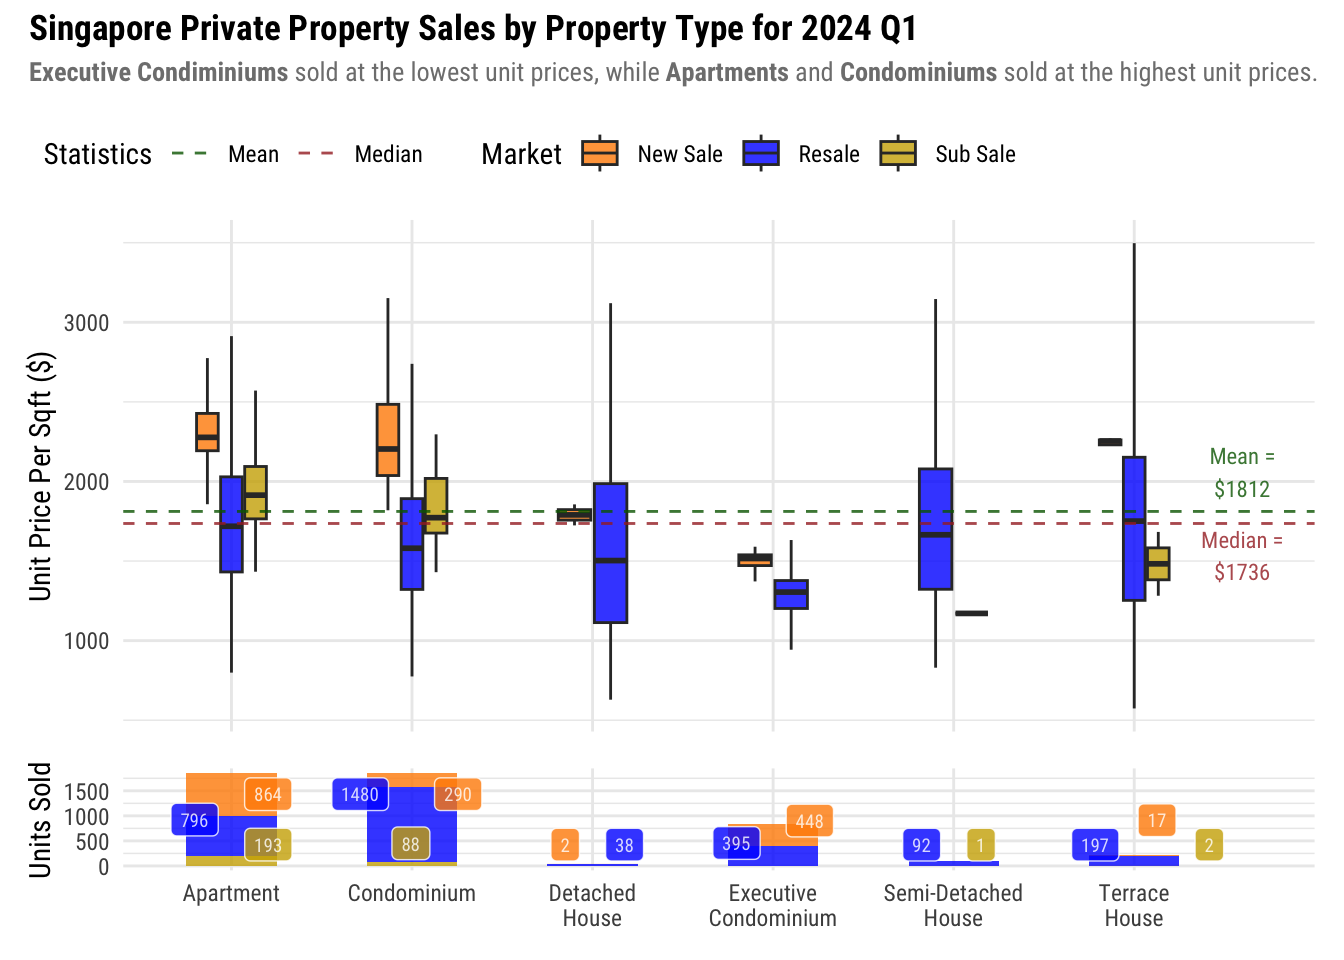 Singapore Private Property Sales by Property Type for 2024 Q1
Executive Condiminiums sold at the lowest unit prices, while Apartments and Condominiums sold at the highest unit prices.
Statistics Mean Median Market New Sale Resale Sub Sale
Unit Price Per Sqft ($)
3000
2000
1000
Mean =
$1812
Median =
$1736
Units Sold
1500
1000
500
0
864
796
193
1480
290
88
2
38
448
395
92
1
197
17
2
Apartment
Condominium
Detached
House
Executive
Condominium
Semi-Detached
House
Terrace
House